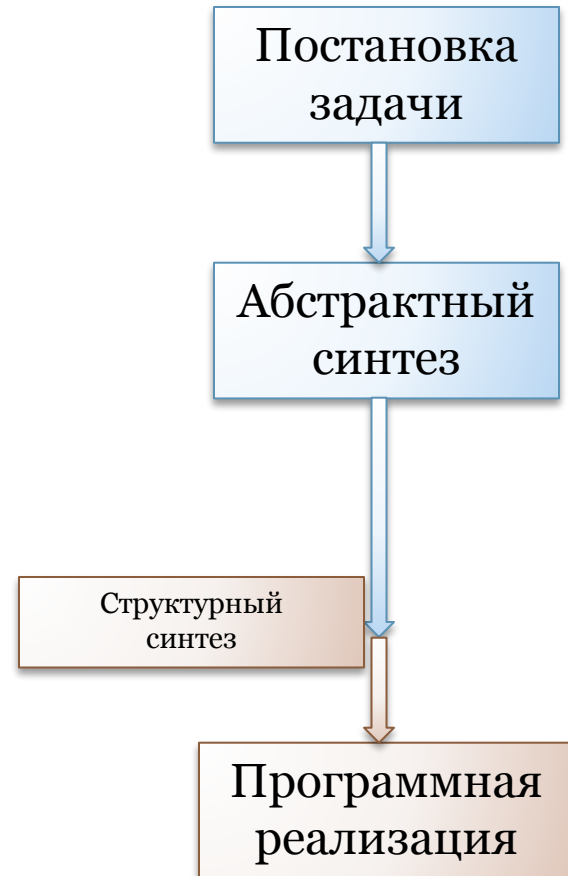 Постановка
задачи
Абстрактный
синтез
Структурный
синтез
Программная
реализация